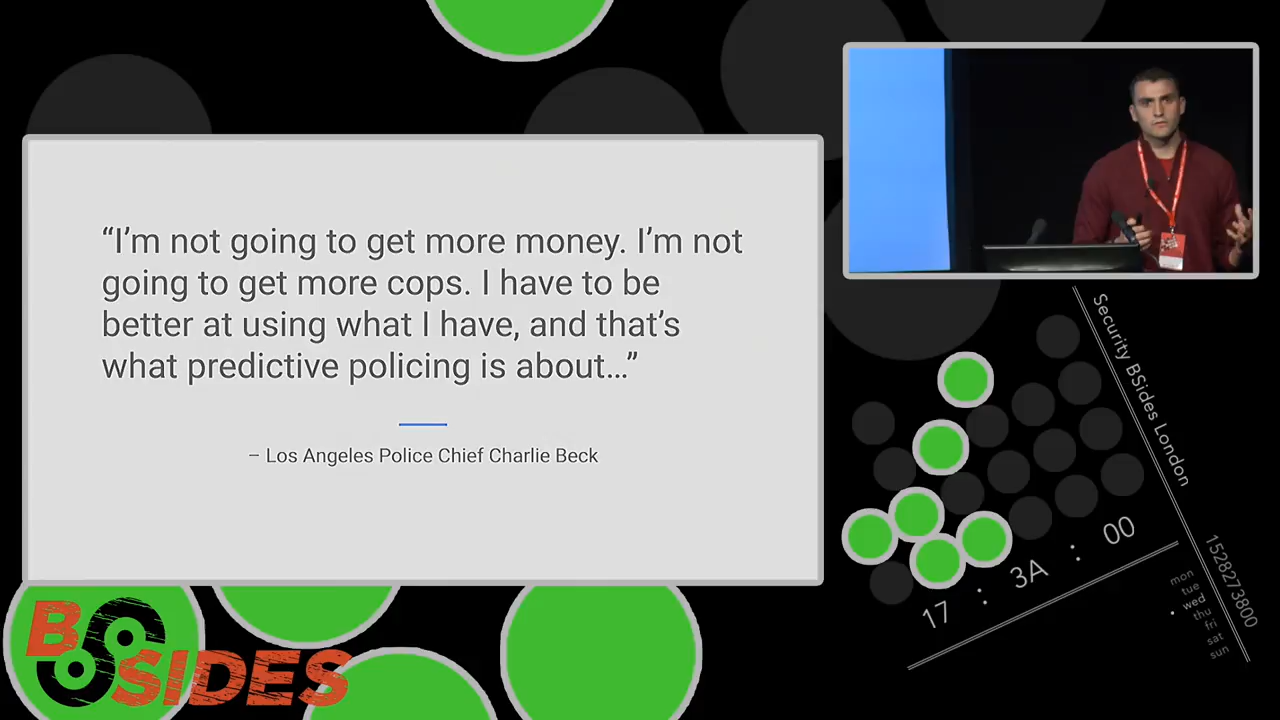 “I’m not going to get more money. I’m not
going to get more cops. I have to be
better at using what I have, and that’s
what predictive policing is about…”
– Los Angeles Police Chief Charlie Beck
Security BSides London
17 : 3A : 00
1528273800
mon
tue
wed
thu
fri
sat
sun
BSIDES